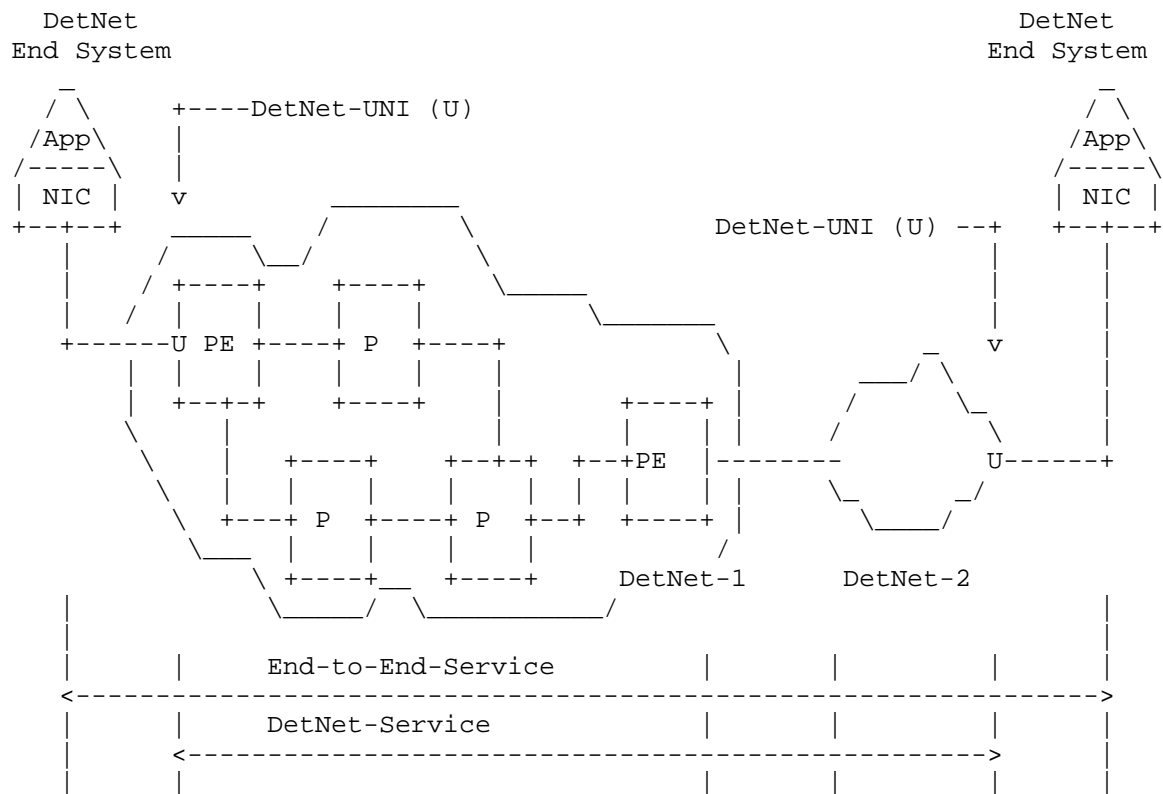 DetNet DetNet
End System End System
+----DetNet-UNI (U)
App App
NIC v NIC
DetNet-UNI (U) --+
U PE P v
PE U
P P
DetNet-1 DetNet-2
End-to-End-Service
DetNet-Service